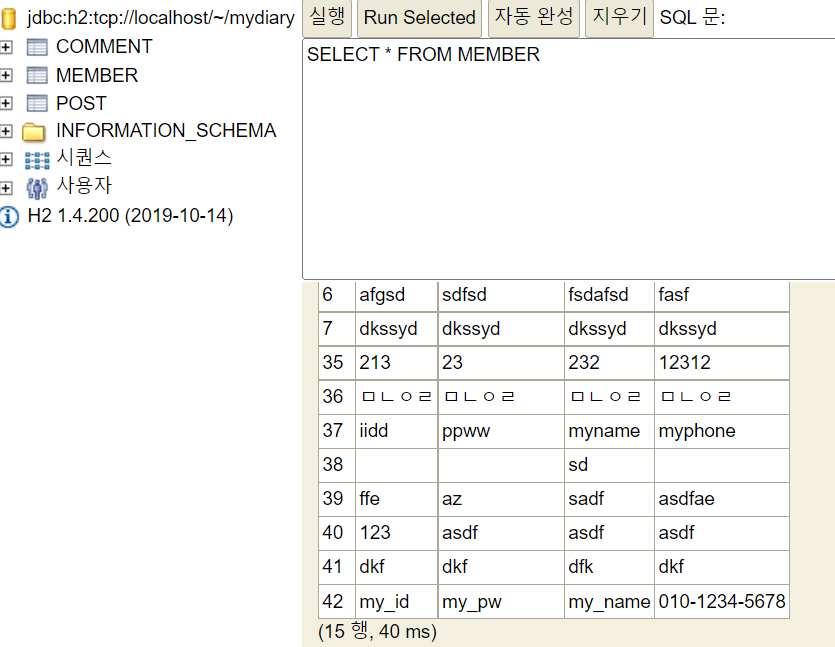 jdbc:h2:tcp://localhost/~/mydiary
COMMENT
MEMBER
POST
INFORMATION_SCHEMA
시퀀스
사용자
H2 1.4.200 (2019-10-14)
실행 Run Selected 자동 완성 지우기 SQL 문:
SELECT * FROM MEMBER
6 afgsd sdfsd fsdafsd fasf
7 dkssyd dkssyd dkssyd dkssyd
35 213 23 232 12312
36 ㅁㄴㅇㄹ ㅁㄴㅇㄹ ㅁㄴㅇㄹ ㅁㄴㅇㄹ
37 iidd ppww myname myphone
38 sd
39 ffe az sadf asdfae
40 123 asdf asdf asdf
41 dkf dkf dfk dkf
42 my_id my_pw my_name 010-1234-5678
(15 행, 40 ms)